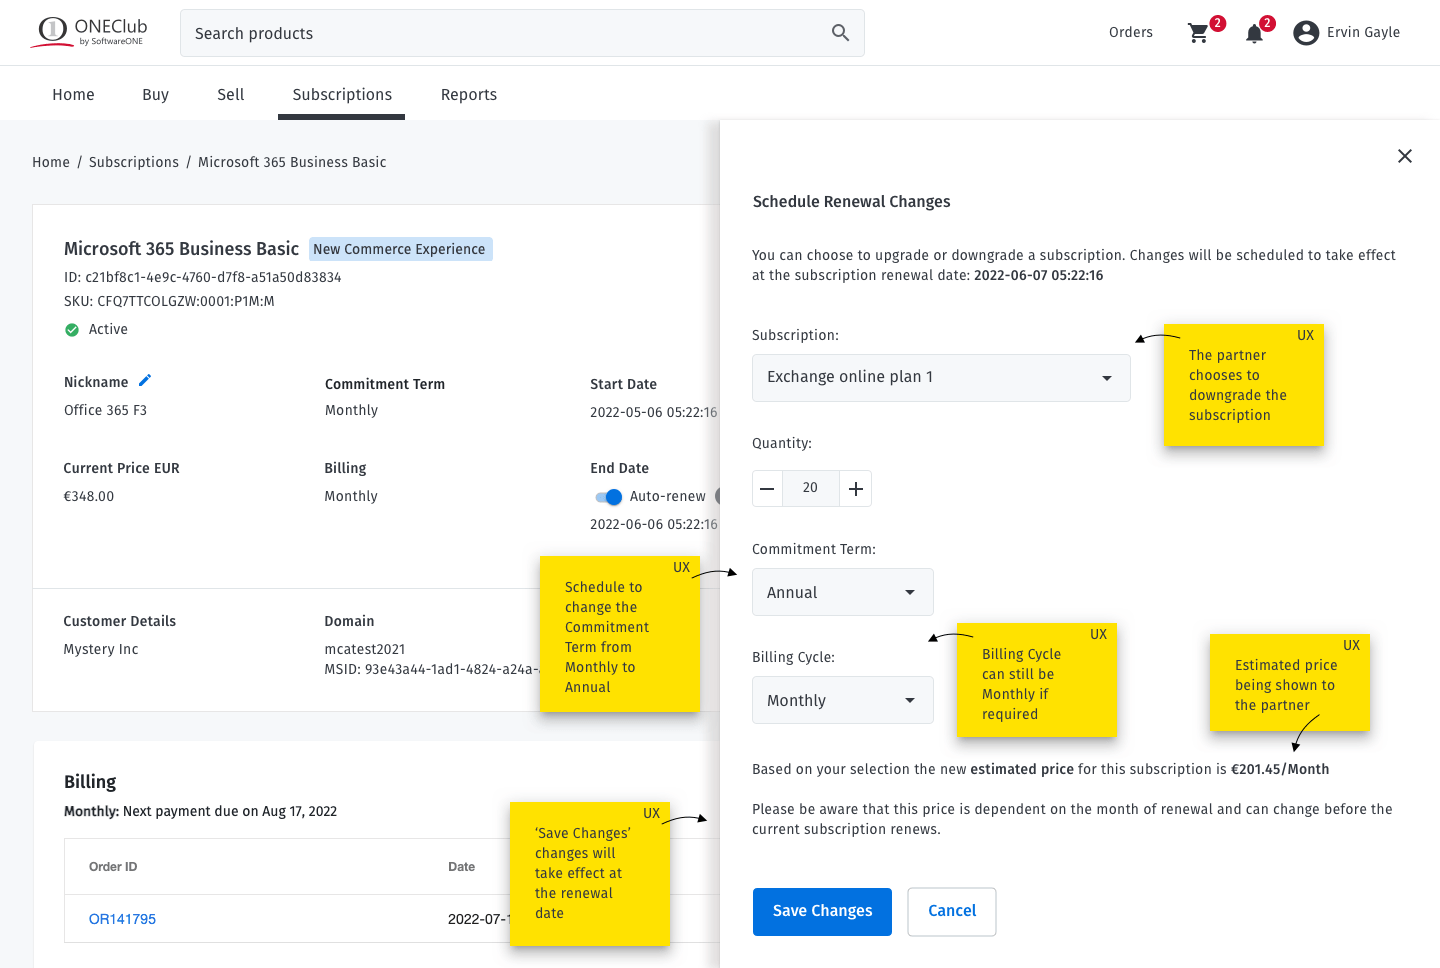 1 ONEClub
by SoftwareONE
Search products
Orders
2
2
Ervin Gayle
Home
Buy
Sell
Subscriptions
Reports
Home / Subscriptions / Microsoft 365 Business Basic
Microsoft 365 Business Basic
New Commerce Experience
ID: c21bf8c1-4e9c-4760-d7f8-a51a50d83834
SKU: CFQ7TTCOLGZW:0001:P1M:M
Active
Nickname
Office 365 F3
Commitment Term
Monthly
Start Date
2022-05-06 05:22:16
Current Price EUR
€348.00
Billing
Monthly
End Date
Auto-renew
2022-06-06 05:22:16
Customer Details
Mystery Inc
Domain
mcatest2021
MSID: 93e43a44-1ad1-4824-a24a-
UX
Schedule to
change the
Commitment
Term from
Monthly to
Annual
Billing
Monthly: Next payment due on Aug 17, 2022
Order ID
Date
OR141795
2022-07-1
UX
‘Save Changes’
changes will
take effect at
the renewal
date
Schedule Renewal Changes
You can choose to upgrade or downgrade a subscription. Changes will be scheduled to take effect
at the subscription renewal date: 2022-06-07 05:22:16
Subscription:
Exchange online plan 1
UX
The partner
chooses to
downgrade the
subscription
Quantity:
20
Commitment Term:
Annual
Billing Cycle:
Monthly
UX
Billing Cycle
can still be
Monthly if
required
UX
Estimated price
being shown to
the partner
Based on your selection the new estimated price for this subscription is €201.45/Month
Please be aware that this price is dependent on the month of renewal and can change before the
current subscription renews.
Save Changes
Cancel